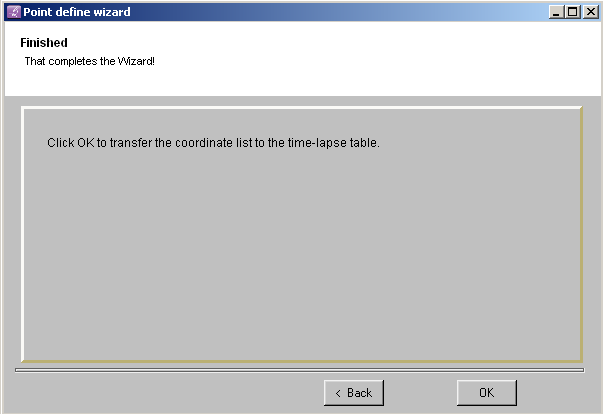 Point define wizard
Finished
That completes the Wizard!
Click OK to transfer the coordinate list to the time-lapse table.
< Back
OK